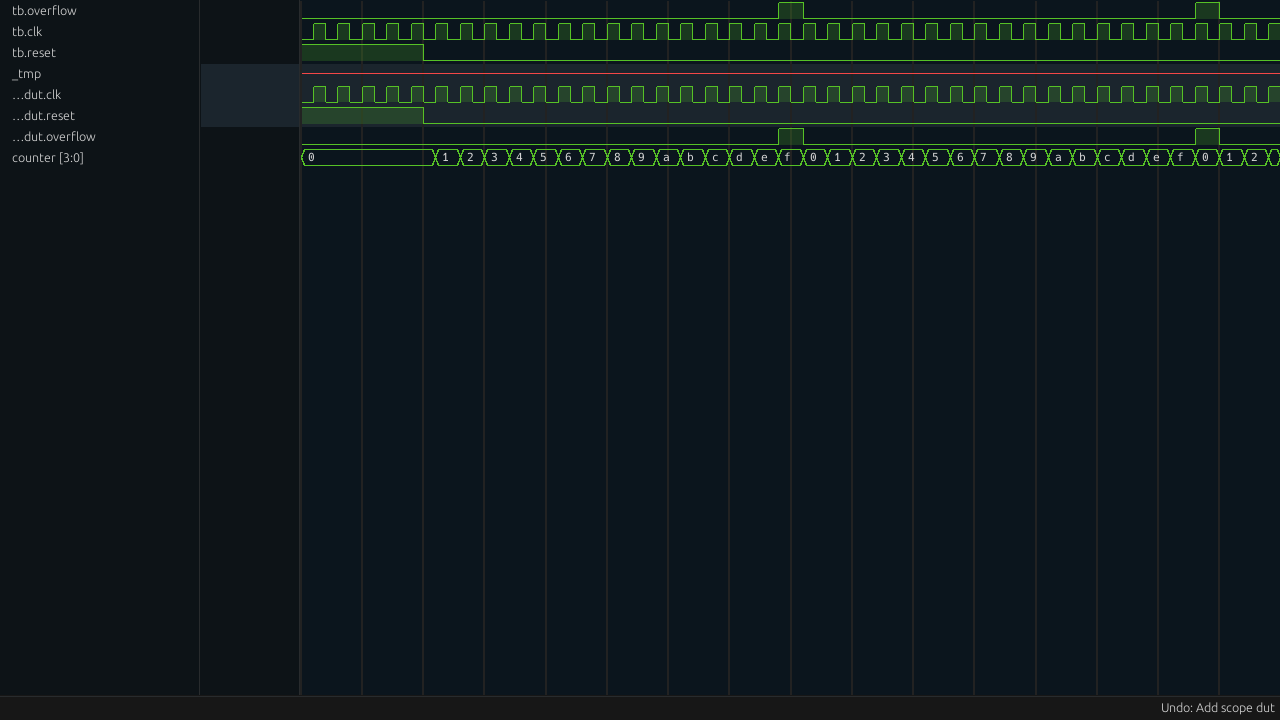 tb.overflow
tb.clk
tb.reset
_tmp
…dut.clk
…dut.reset
…dut.overflow
counter [3:0] 0 1 2 3 4 5 6 7 8 9 a b c d e f 0 1 2 3 4 5 6 7 8 9 a b c d e f 0 1 2
Undo: Add scope dut